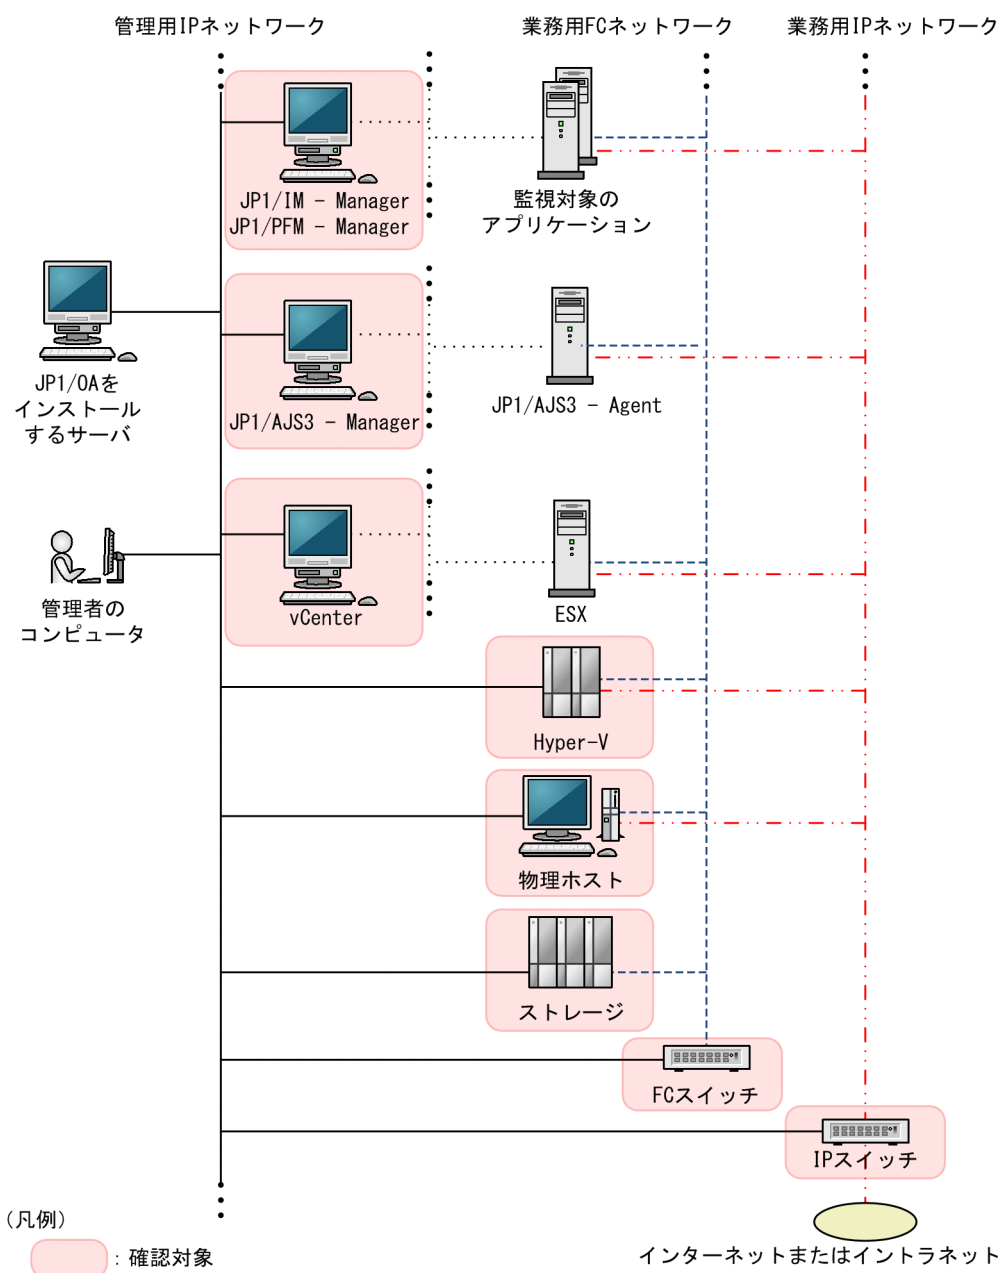 管理用IPネットワーク
業務用FCネットワーク
業務用IPネットワーク
JP1/IM − Manager
JP1/PFM − Manager
監視対象の
アプリケーション
JP1/OAを
インストール
するサーバ
JP1/AJS3 − Manager
JP1/AJS3 − Agent
管理者の
コンピュータ
vCenter
ESX
Hyper-V
物理ホスト
ストレージ
FCスイッチ
IPスイッチ
(凡例)
：確認対象
インターネットまたはイントラネット